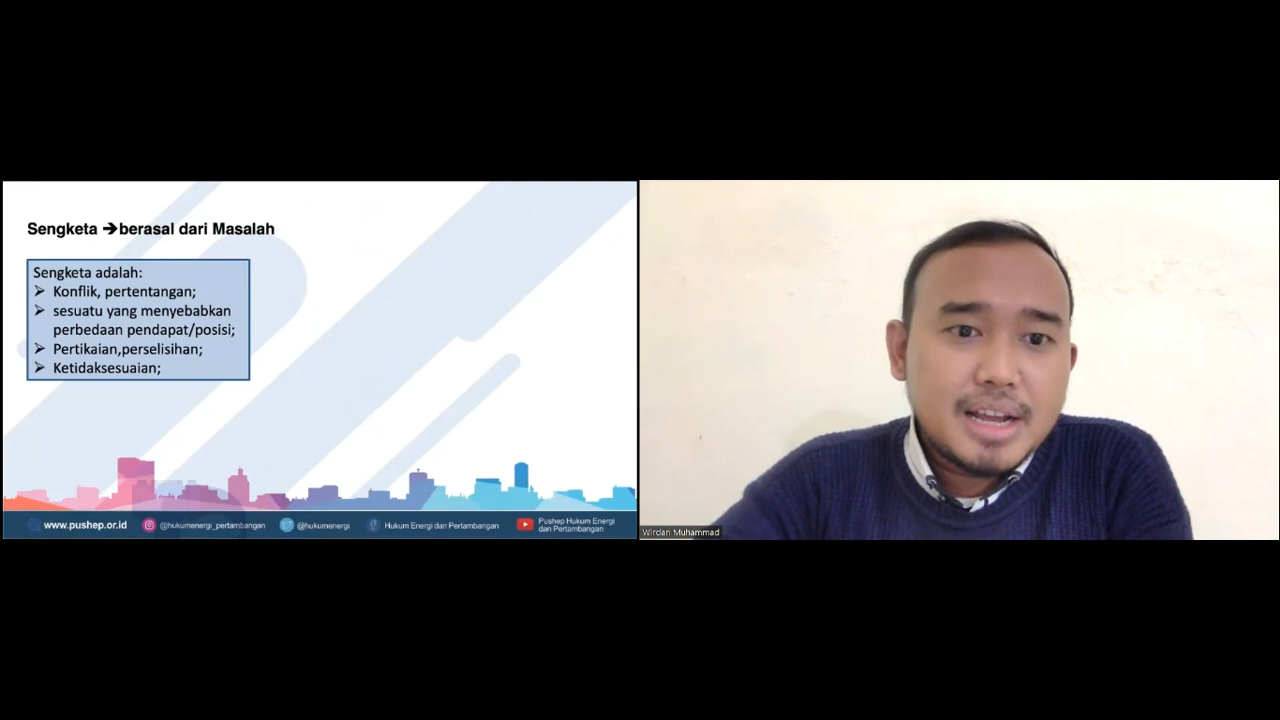 Sengketa ➔berasal dari Masalah
Sengketa adalah:
➢ Konflik, pertentangan;
➢ sesuatu yang menyebabkan
perbedaan pendapat/posisi;
➢ Pertikaian,perselisihan;
➢ Ketidaksesuaian;
www.pushep.or.id @hukumenergi_pertambangan @hukumenergi Hukum Energi dan Pertambangan Pushep Hukum Energi
dan Pertambangan
Wirdan Muhammad